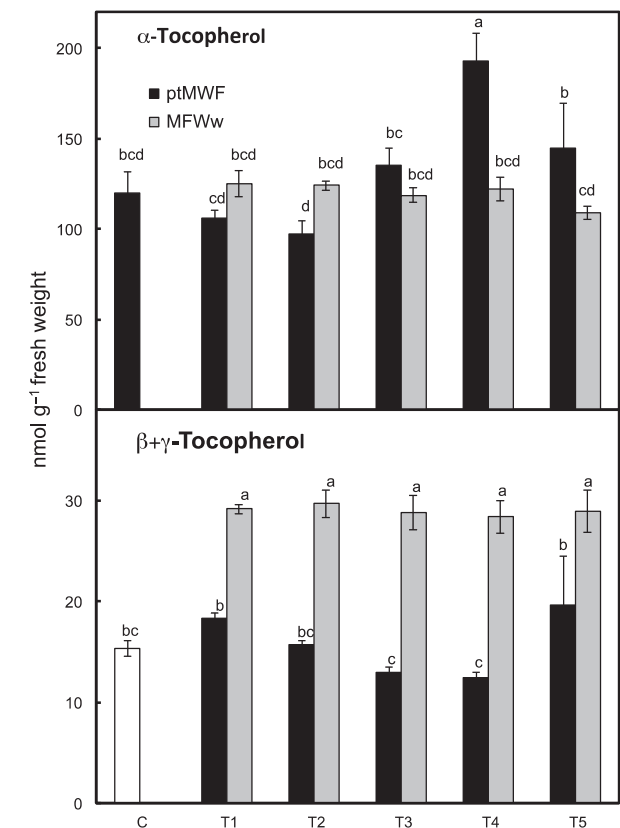 α-Tocopherol
ptMWF
MFWw
nmol g⁻¹ fresh weight
200
150
100
50
0
bcd
cd
bcd
d
bcd
bc
bcd
a
bcd
b
cd
β+γ-Tocopherol
30
20
10
0
bc
b
a
bc
a
c
a
c
a
b
a
C T1 T2 T3 T4 T5